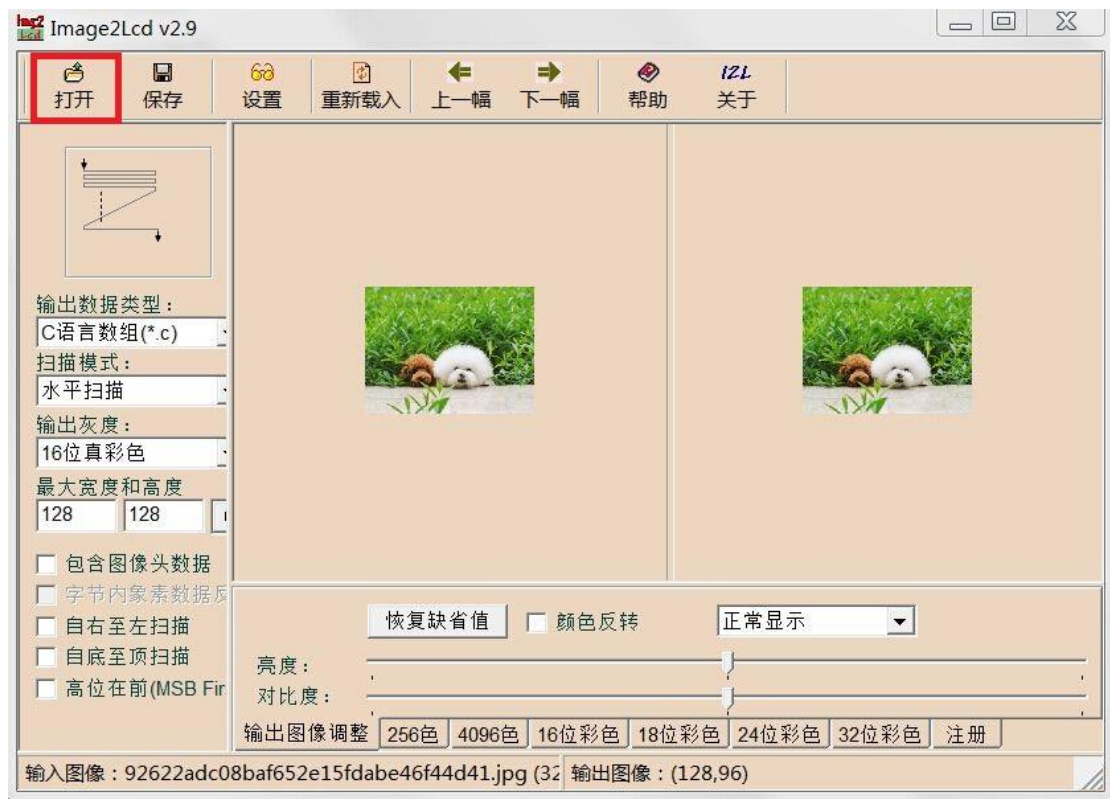 Image2Lcd v2.9
打开 保存 设置 重新载入 上一幅 下一幅 帮助 关于
输出数据类型：
C语言数组(*.c)
扫描模式：
水平扫描
输出灰度：
16位真彩色
最大宽度和高度
128 128
包含图像头数据
字节内象素数据反
自右至左扫描
自底至顶扫描
高位在前(MSB Fir
恢复缺省值 颜色反转 正常显示
亮度：
对比度：
输出图像调整 256色 4096色 16位彩色 18位彩色 24位彩色 32位彩色 注册
输入图像：92622adc08baf652e15fdabe46f44d41.jpg (32 输出图像：(128,96)